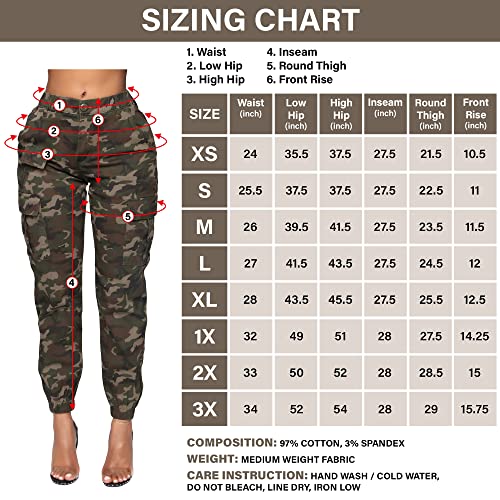 SIZING CHART
1. Waist 4. Inseam
2. Low Hip 5. Round Thigh
3. High Hip 6. Front Rise
SIZE Waist (inch) Low Hip (inch) High Hip (inch) Inseam (inch) Round Thigh (inch) Front Rise (inch)
XS 24 35.5 37.5 27.5 21.5 10.5
S 25.5 37.5 37.5 27.5 22.5 11
M 26 39.5 41.5 27.5 23.5 11.5
L 27 41.5 43.5 27.5 24.5 12
XL 28 43.5 45.5 27.5 25.5 12.5
1X 32 49 51 28 27.5 14.25
2X 33 50 52 28 28.5 15
3X 34 52 54 28 29 15.75
1
6
2
3
5
4
COMPOSITION: 97% COTTON, 3% SPANDEX
WEIGHT: MEDIUM WEIGHT FABRIC
CARE INSTRUCTION: HAND WASH / COLD WATER,
DO NOT BLEACH, LINE DRY, IRON LOW